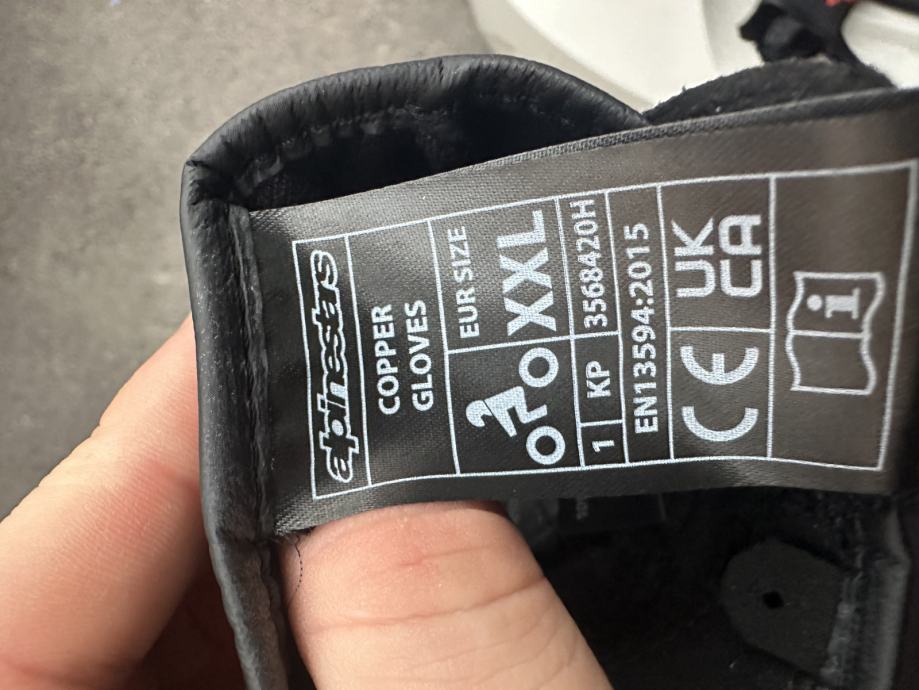 alpinestars
COPPER
GLOVES
EUR SIZE
XXL
1 KP 3568420H
EN13594:2015
CE UK
CA
i